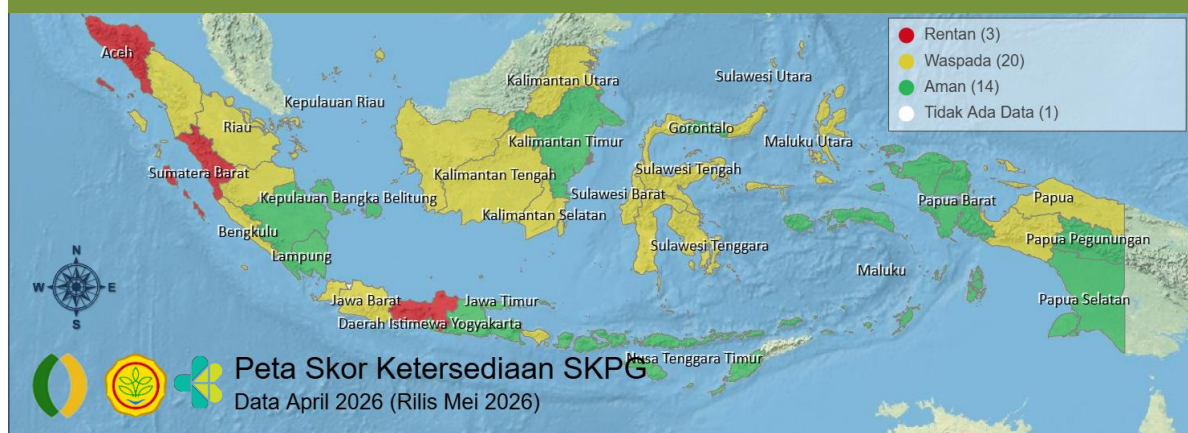 Rentan (3)
Waspada (20)
Aman (14)
Tidak Ada Data (1)
Aceh
Kalimantan Utara
Sulawesi Utara
Kepulauan Riau
Riau
Gorontalo
Kalimantan Timur
Maluku Utara
Sumatera Barat
Kalimantan Tengah
Sulawesi Tengah
Kepulauan Bangka Belitung
Sulawesi Barat
Papua Barat
Papua
Kalimantan Selatan
Bengkulu
Sulawesi Tenggara
Papua Pegunungan
Lampung
Maluku
N
W
E
S
Jawa Barat
Jawa Timur
Papua Selatan
Daerah Istimewa Yogyakarta
Nusa Tenggara Timur
Peta Skor Ketersediaan SKPG
Data April 2026 (Rilis Mei 2026)